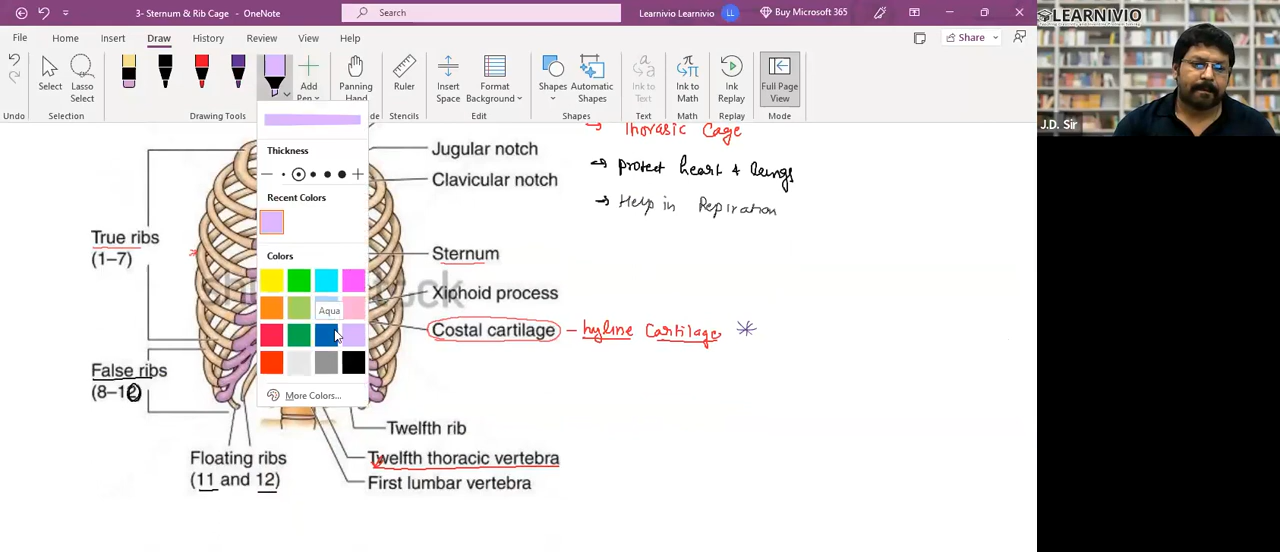 3- Sternum & Rib Cage - OneNote
Search
Learnivio Learnivio
LL
Buy Microsoft 365
LEARNIVIO
File
Home
Insert
Draw
History
Review
View
Help
Share
Select
Lasso Select
Add Pen
Panning Hand
Ruler
Insert Space
Format Background
Shapes
Automatic Shapes
Ink to Text
Ink to Math
Ink Replay
Full Page View
Undo
Selection
Drawing Tools
Stencils
Edit
Shapes
Convert
Replay
Mode
J.D. Sir
Thickness
Recent Colors
Colors
Aqua
More Colors...
Thorasic Cage
→ protect heart + lungs
→ Help in Repiration
Jugular notch
Clavicular notch
True ribs
(1–7)
Sternum
Xiphoid process
Costal cartilage – hyline Cartilage
False ribs
(8–12)
Twelfth rib
Floating ribs
(11 and 12)
Twelfth thoracic vertebra
First lumbar vertebra